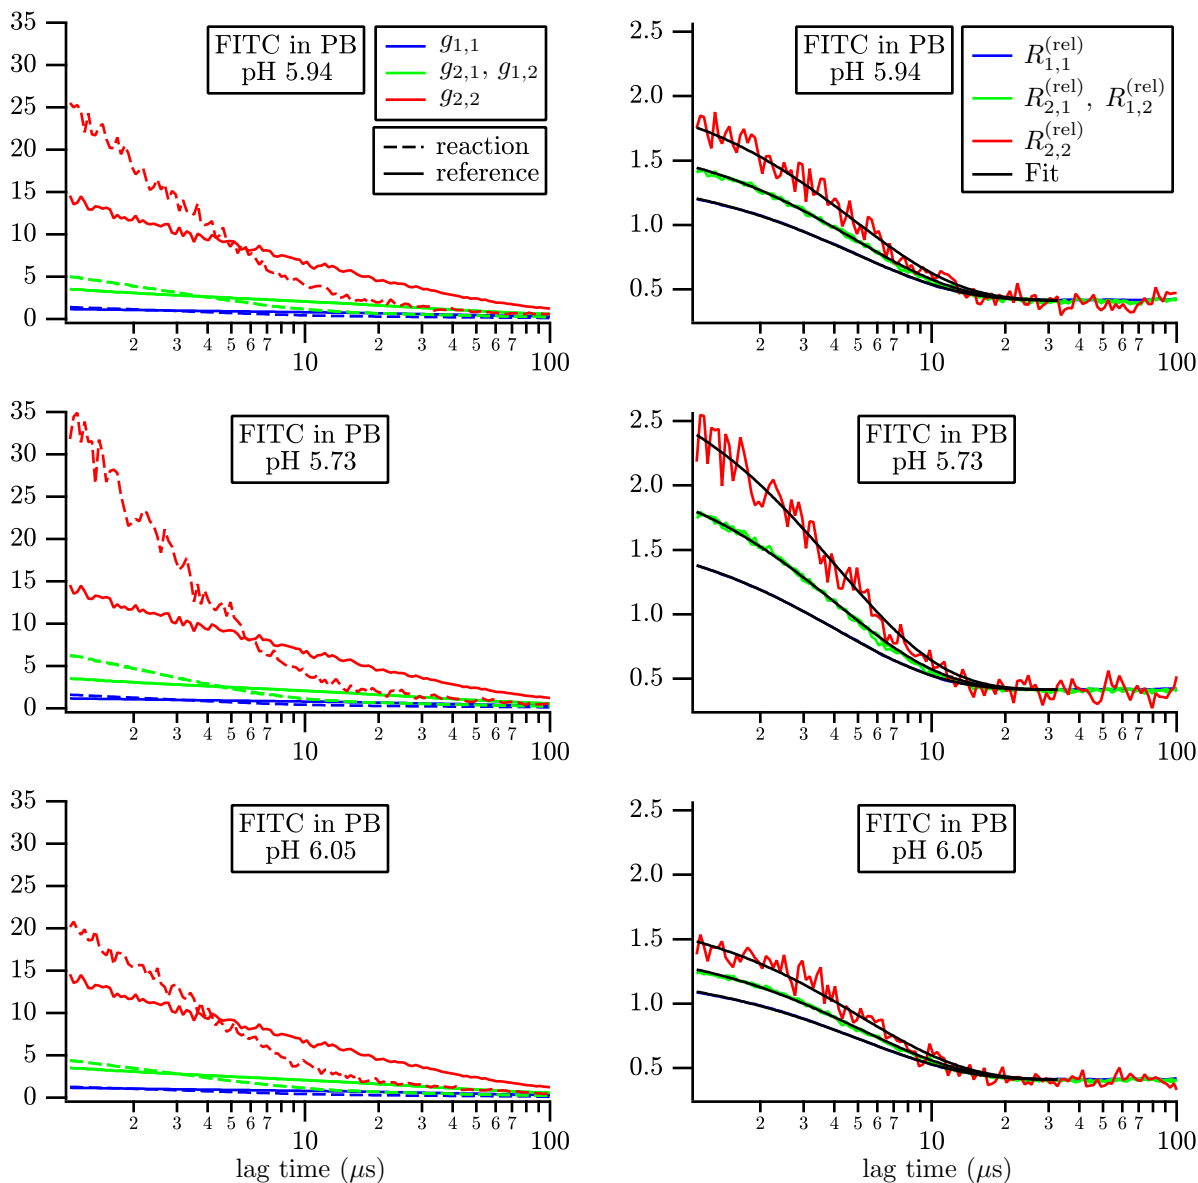 35
30
25
20
15
10
5
0
FITC in PB
pH 5.94
g1,1
g2,1, g1,2
g2,2
reaction
reference
2 3 4 5 6 7 10 2 3 4 5 6 7 100
2.5
2.0
1.5
1.0
0.5
FITC in PB
pH 5.94
R1,1^(rel)
R2,1^(rel), R1,2^(rel)
R2,2^(rel)
Fit
2 3 4 5 6 7 10 2 3 4 5 6 7 100
35
30
25
20
15
10
5
0
FITC in PB
pH 5.73
2 3 4 5 6 7 10 2 3 4 5 6 7 100
2.5
2.0
1.5
1.0
0.5
FITC in PB
pH 5.73
2 3 4 5 6 7 10 2 3 4 5 6 7 100
35
30
25
20
15
10
5
0
FITC in PB
pH 6.05
2 3 4 5 6 7 10 2 3 4 5 6 7 100
lag time (μs)
2.5
2.0
1.5
1.0
0.5
FITC in PB
pH 6.05
2 3 4 5 6 7 10 2 3 4 5 6 7 100
lag time (μs)